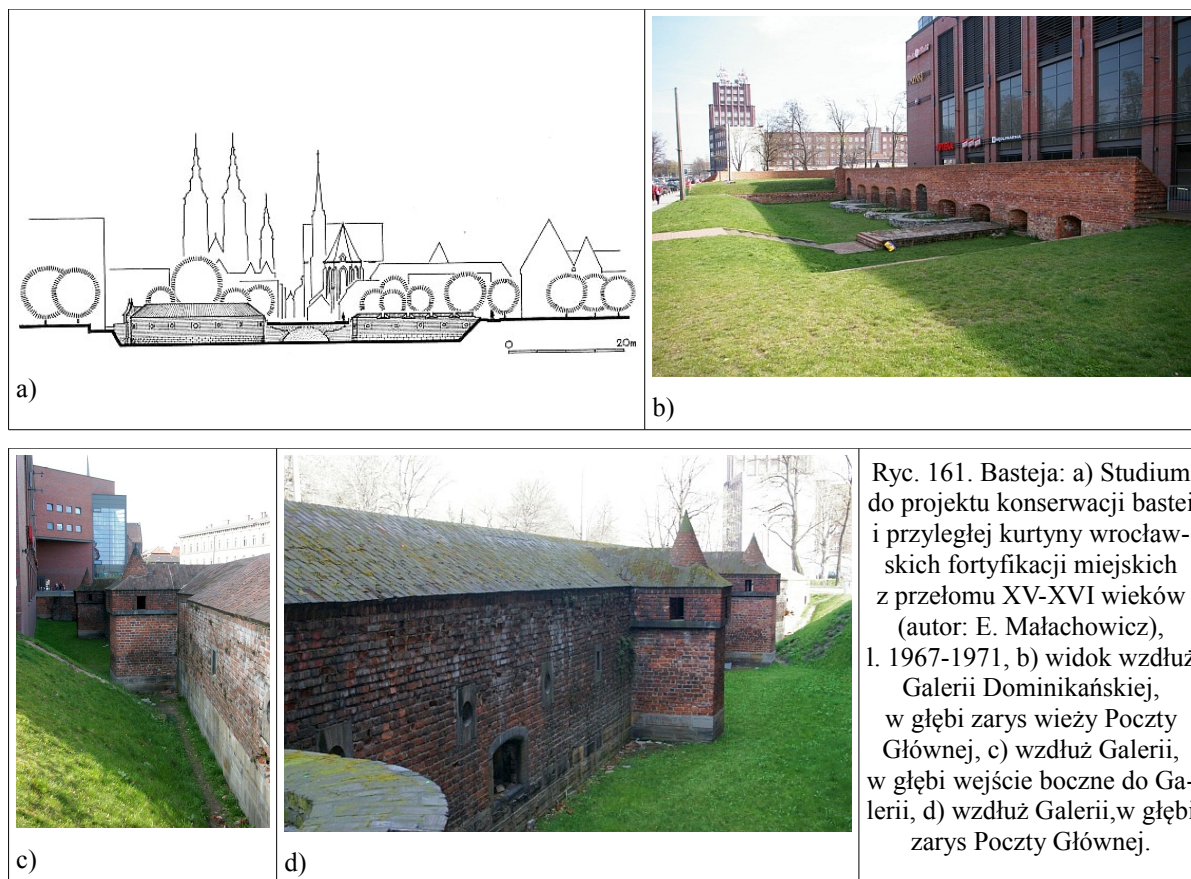 0 20m
a)
b)
c)
d)
Ryc. 161. Basteja: a) Studium
do projektu konserwacji bastei
i przyległej kurtyny wrocław-
skich fortyfikacji miejskich
z przełomu XV-XVI wieków
(autor: E. Małachowicz),
l. 1967-1971, b) widok wzdłuż
Galerii Dominikańskiej,
w głębi zarys wieży Poczty
Głównej, c) wzdłuż Galerii,
w głębi wejście boczne do Ga-
lerii, d) wzdłuż Galerii,w głębi
zarys Poczty Głównej.